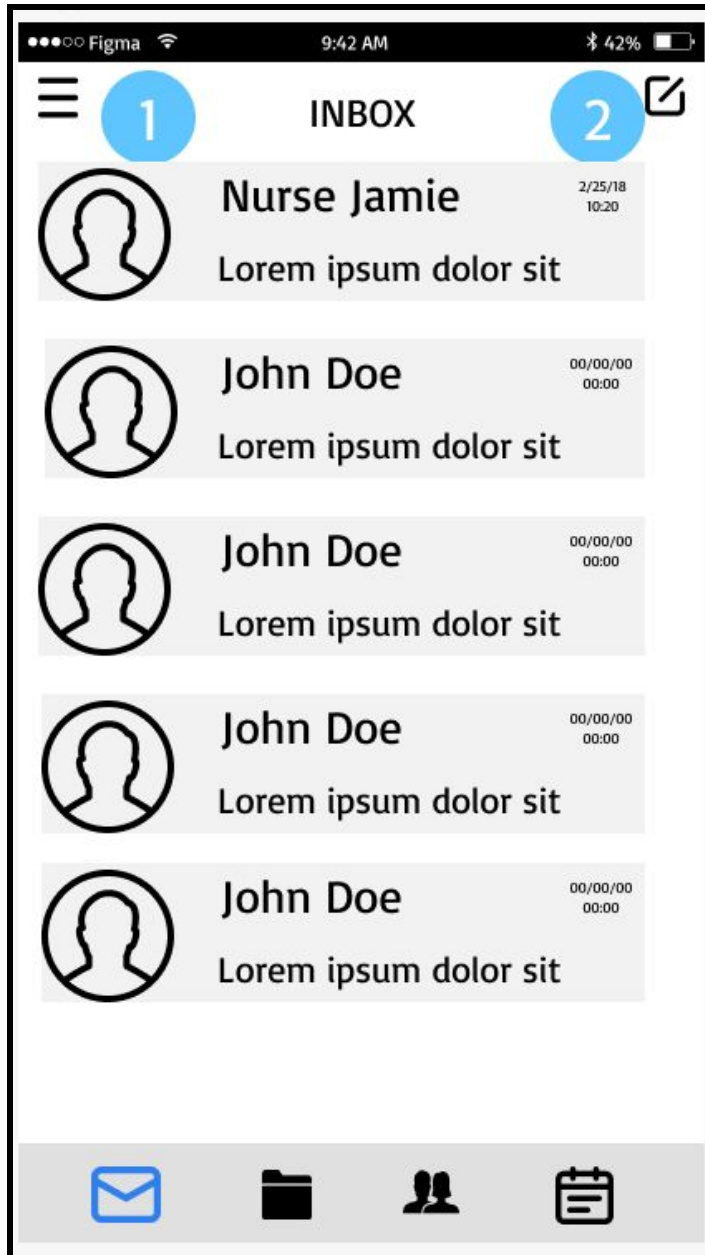 Figma 9:42 AM 42%
1 INBOX 2
Nurse Jamie 2/25/18
10:20
Lorem ipsum dolor sit
John Doe 00/00/00
00:00
Lorem ipsum dolor sit
John Doe 00/00/00
00:00
Lorem ipsum dolor sit
John Doe 00/00/00
00:00
Lorem ipsum dolor sit
John Doe 00/00/00
00:00
Lorem ipsum dolor sit